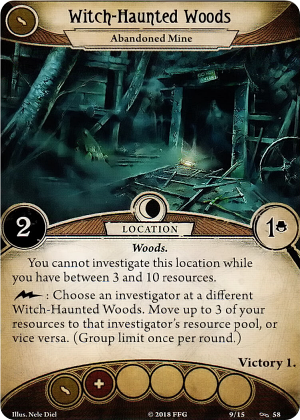 Witch-Haunted Woods
Abandoned Mine
2
LOCATION
1
Woods.
You cannot investigate this location while
you have between 3 and 10 resources.
: Choose an investigator at a different
Witch-Haunted Woods. Move up to 3 of your
resources to that investigator's resource pool, or
vice versa. (Group limit once per round.)
Victory 1.
Illus. Nele Diel
© 2018 FFG
9/15
58